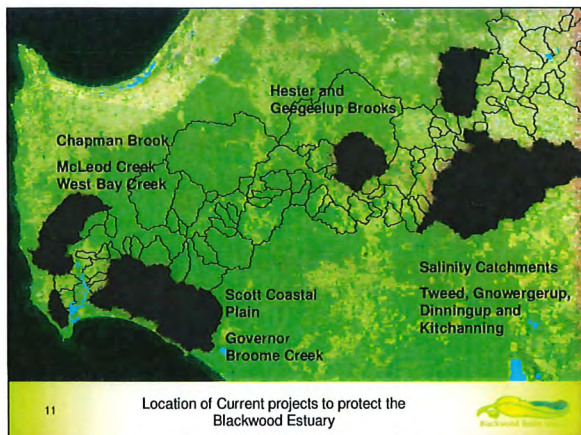 Hester and
Geegeelup Brooks
Chapman Brook
McLeod Creek
West Bay Creek
Salinity Catchments
Tweed, Gnowergerup,
Dinningup and
Kitchanning
Scott Coastal
Plain
Governor
Broome Creek
11
Location of Current projects to protect the
Blackwood Estuary